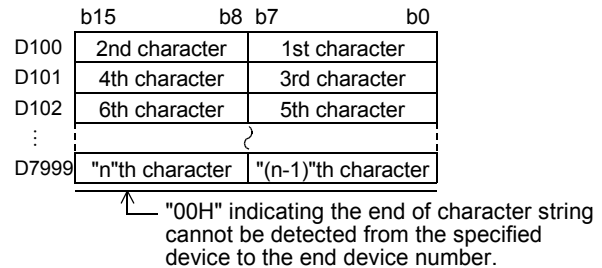 b15 b8 b7 b0
D100 2nd character 1st character
D101 4th character 3rd character
D102 6th character 5th character
⋮
D7999 "n"th character "(n-1)"th character
"00H" indicating the end of character string
cannot be detected from the specified
device to the end device number.